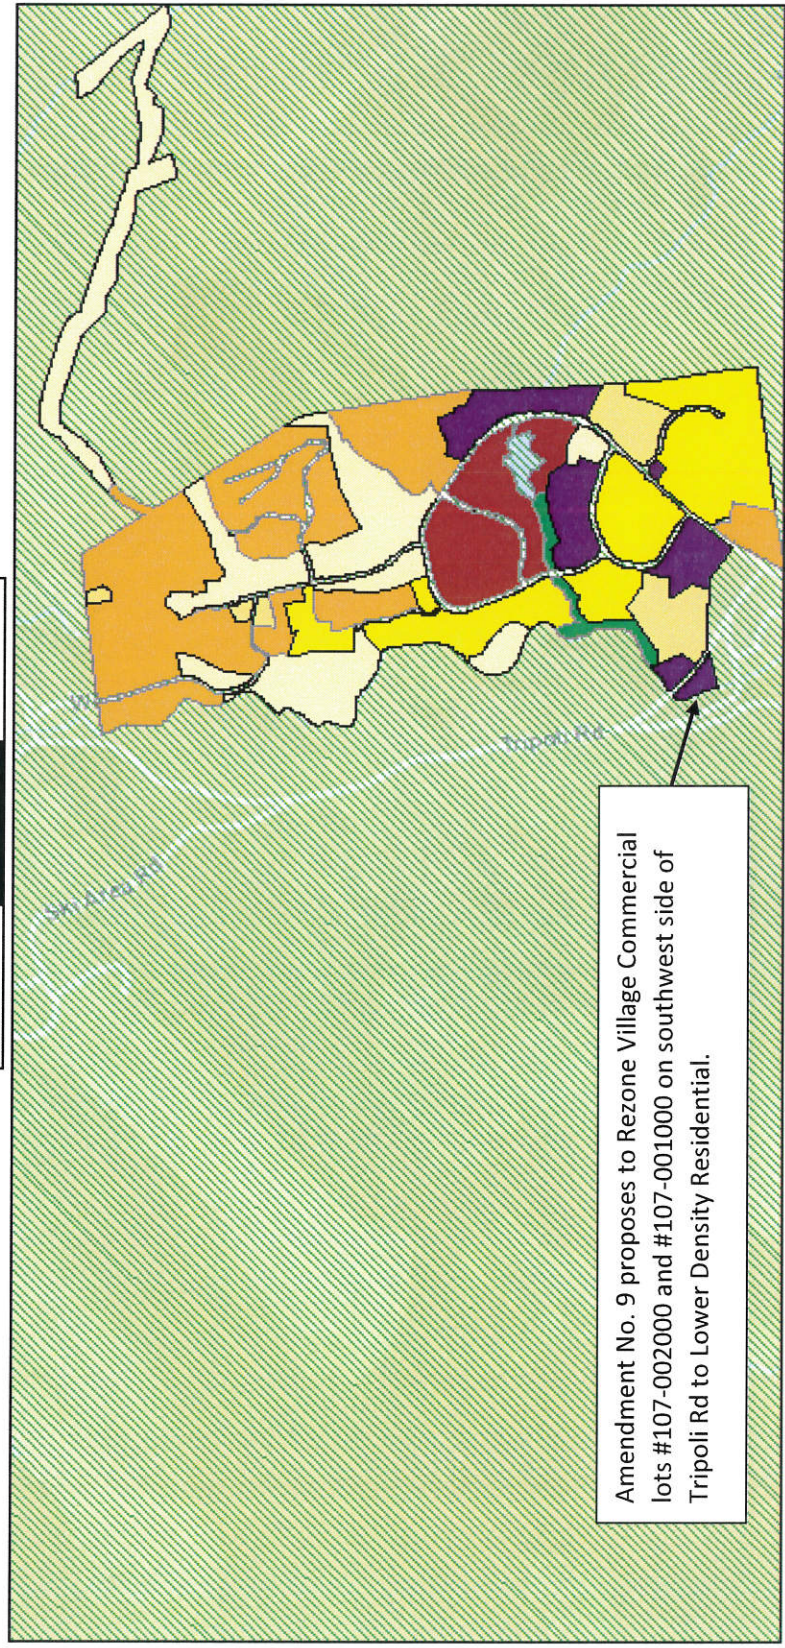 Ski Area Rd
Tripoli Rd
Amendment No. 9 proposes to Rezone Village Commercial
lots #107-002000 and #107-001000 on southwest side of
Tripoli Rd to Lower Density Residential.